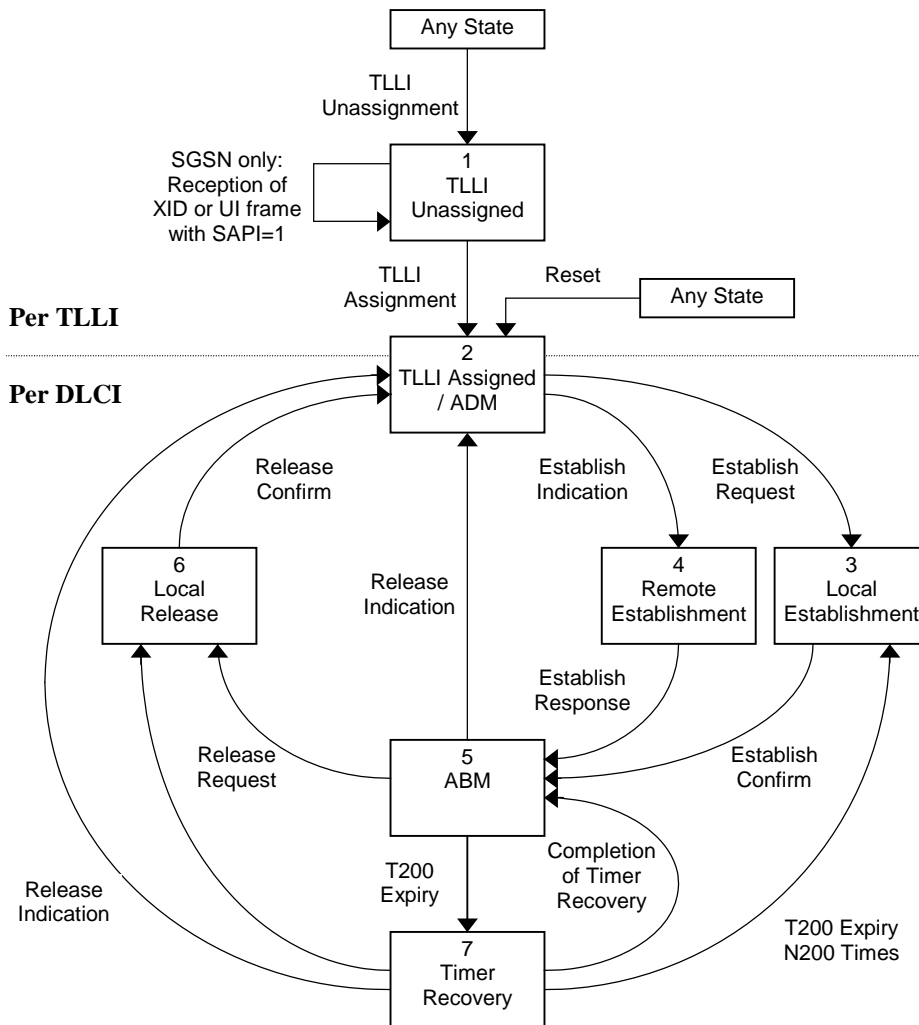 Any State
TLLI
Unassignment
1
TLLI
Unassigned
SGSN only:
Reception of
XID or UI frame
with SAPI=1
TLLI
Assignment
Reset
Any State
Per TLLI
2
TLLI Assigned
/ ADM
Per DLCI
Release
Confirm
Establish
Indication
Establish
Request
6
Local
Release
Release
Indication
4
Remote
Establishment
3
Local
Establishment
Establish
Response
Release
Request
5
ABM
Establish
Confirm
T200
Expiry
Completion
of Timer
Recovery
Release
Indication
T200 Expiry
N200 Times
7
Timer
Recovery